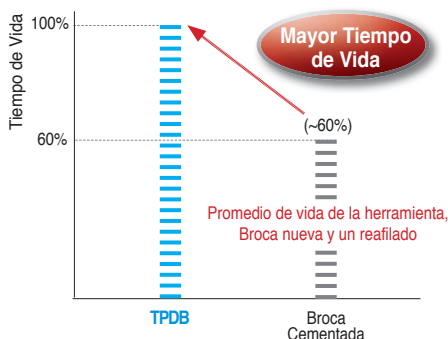 100%
Mayor Tiempo
de Vida
Tiempo de Vida
(~60%)
60%
Promedio de vida de la herramienta,
Broca nueva y un reafilado
TPDB
Broca
Cementada